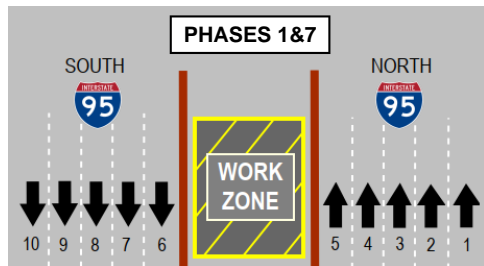 PHASES 1&7
SOUTH
INTERSTATE
95
NORTH
INTERSTATE
95
WORK
ZONE
10 9 8 7 6
5 4 3 2 1